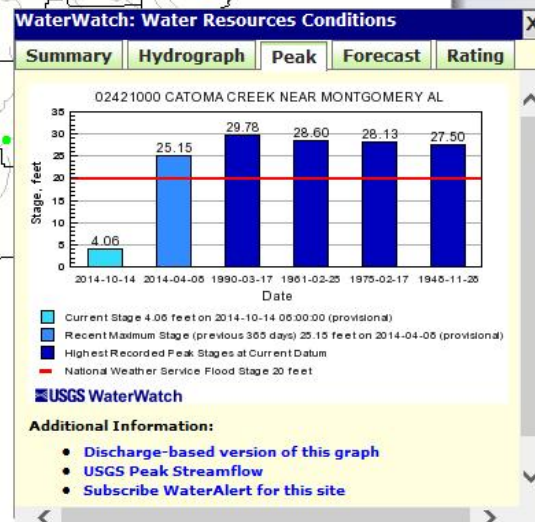 WaterWatch: Water Resources Conditions X
Summary Hydrograph Peak Forecast Rating
02421000 CATOMA CREEK NEAR MONTGOMERY AL
35
30
25
20
15
10
5
0
Stage, feet
4.06 25.15 29.78 28.60 28.13 27.50
2014-10-14 2014-04-08 1990-03-17 1961-02-25 1975-02-17 1948-11-28
Date
Current Stage 4.06 feet on 2014-10-14 06:00:00 (provisional)
Recent Maximum Stage (previous 365 days) 25.15 feet on 2014-04-08 (provisional)
Highest Recorded Peak Stages at Current Datum
National Weather Service Flood Stage 20 feet
USGS WaterWatch
Additional Information:
• Discharge-based version of this graph
• USGS Peak Streamflow
• Subscribe WaterAlert for this site